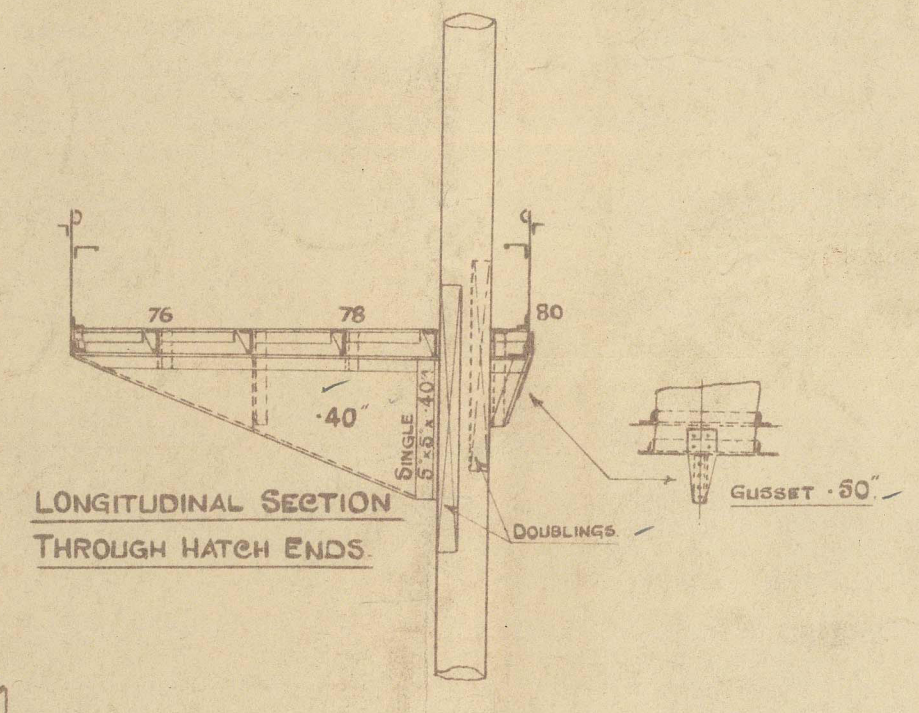 76
78
80
.40"
SINGLE
5" x 5" x .40"
LONGITUDINAL SECTION
THROUGH HATCH ENDS.
DOUBLINGS.
GUSSET .50"